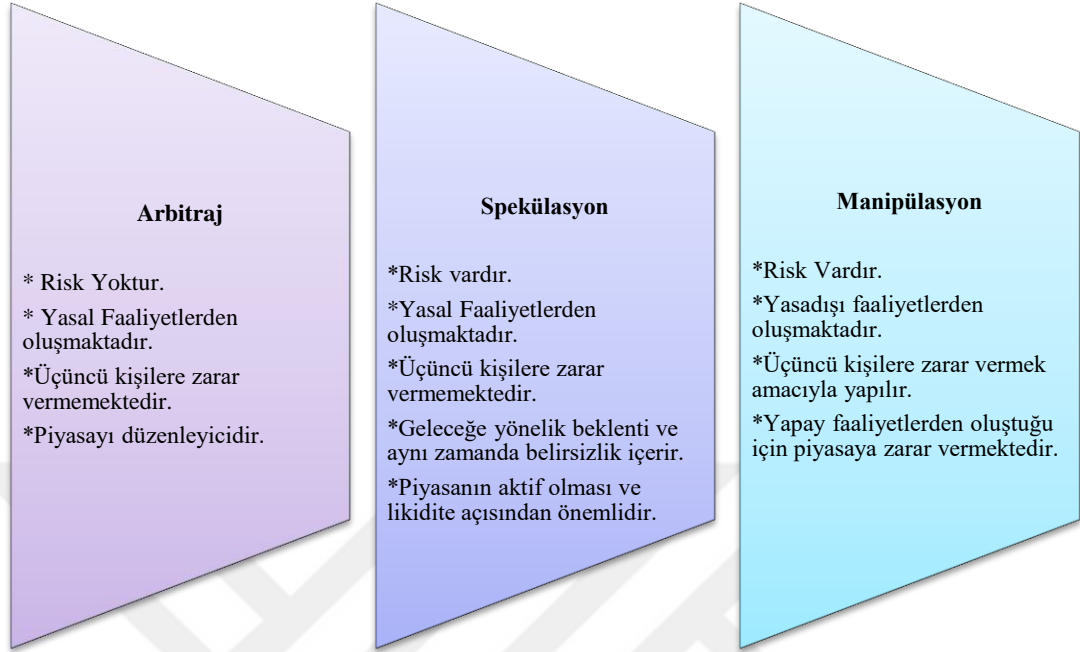 Arbitraj
* Risk Yoktur.
* Yasal Faaliyetlerden
oluşmaktadır.
*Üçüncü kişilere zarar
vermemektedir.
*Piyasayı düzenleyicidir.
Spekülasyon
*Risk vardır.
*Yasal Faaliyetlerden
oluşmaktadır.
*Üçüncü kişilere zarar
vermemektedir.
*Geleceğe yönelik beklenti ve
aynı zamanda belirsizlik içerir.
*Piyasanın aktif olması ve
likidite açısından önemlidir.
Manipülasyon
*Risk Vardır.
*Yasadışı faaliyetlerden
oluşmaktadır.
*Üçüncü kişilere zarar vermek
amacıyla yapılır.
*Yapay faaliyetlerden oluştuğu
için piyasaya zarar vermektedir.